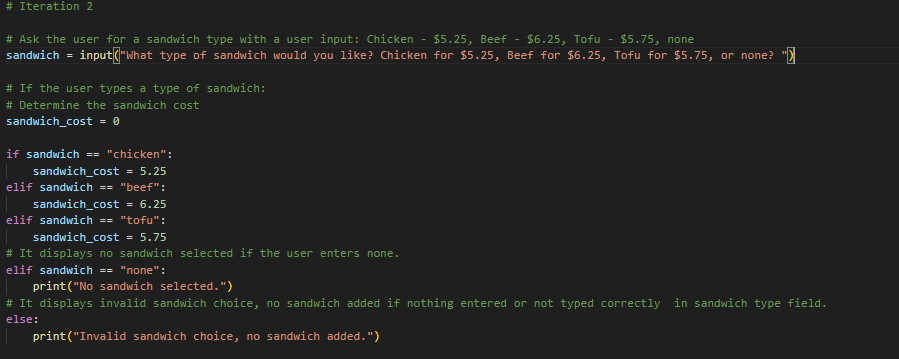 # Iteration 2
# Ask the user for a sandwich type with a user input: Chicken - $5.25, Beef - $6.25, Tofu - $5.75, none
sandwich = input("What type of sandwich would you like? Chicken for $5.25, Beef for $6.25, Tofu for $5.75, or none? ")
# If the user types a type of sandwich:
# Determine the sandwich cost
sandwich_cost = 0
if sandwich == "chicken":
    sandwich_cost = 5.25
elif sandwich == "beef":
    sandwich_cost = 6.25
elif sandwich == "tofu":
    sandwich_cost = 5.75
# It displays no sandwich selected if the user enters none.
elif sandwich == "none":
    print("No sandwich selected.")
# It displays invalid sandwich choice, no sandwich added if nothing entered or not typed correctly  in sandwich type field.
else:
    print("Invalid sandwich choice, no sandwich added.")